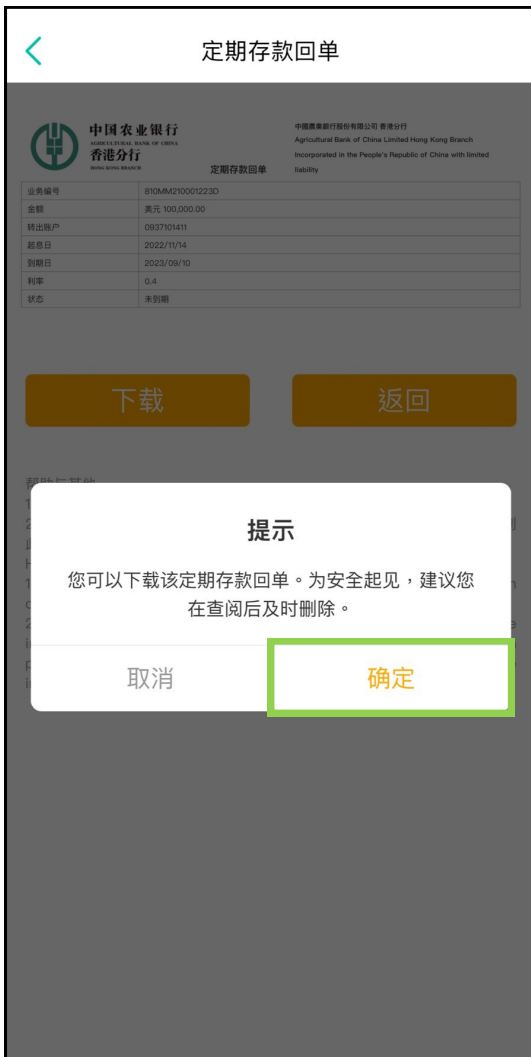 定期存款回单
中国农业银行
AGRICULTURAL BANK OF CHINA
香港分行
HONG KONG BRANCH
定期存款回单
中國農業銀行股份有限公司 香港分行
Agricultural Bank of China Limited Hong Kong Branch
Incorporated in the People's Republic of China with limited
liability
业务编号 810MM210001223D
金额 美元 100,000.00
转出账户 0937101411
起息日 2022/11/14
到期日 2023/09/10
利率 0.4
状态 未到期
下载 返回
提示
您可以下载该定期存款回单。为安全起见，建议您
在查阅后及时删除。
取消 确定